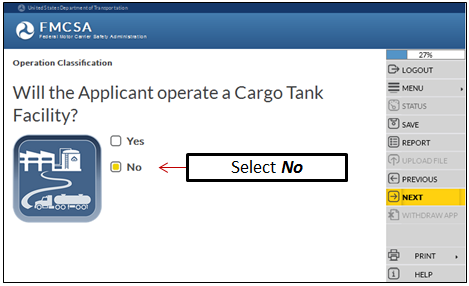 United States Department of Transportation
FMCSA
Federal Motor Carrier Safety Administration
Operation Classification
Will the Applicant operate a Cargo Tank
Facility?
Yes
No
Select No
27%
LOGOUT
MENU
STATUS
SAVE
REPORT
UPLOAD FILE
PREVIOUS
NEXT
WITHDRAW APP
PRINT
HELP